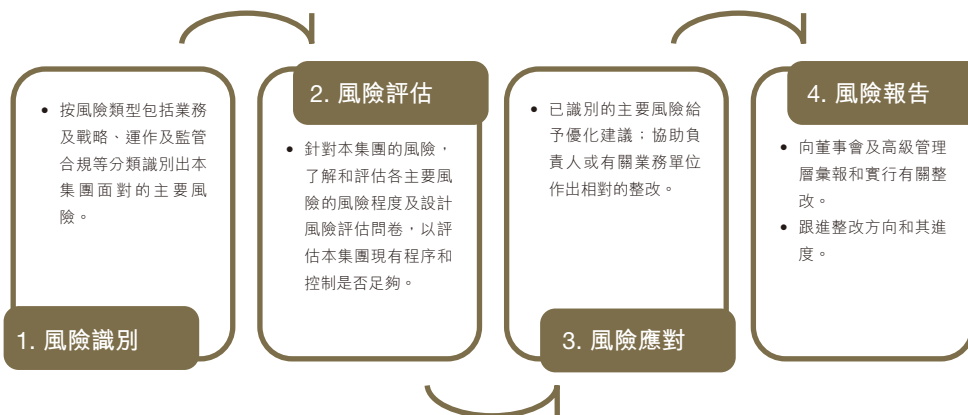 • 按風險類型包括業務
及戰略、運作及監管
合規等分類識別出本
集團面對的主要風
險。
1. 風險識別
2. 風險評估
• 針對本集團的風險，
了解和評估各主要風
險的風險程度及設計
風險評估問卷，以評
估本集團現有程序和
控制是否足夠。
• 已識別的主要風險給
予優化建議；協助負
責人或有關業務單位
作出相對的整改。
3. 風險應對
4. 風險報告
• 向董事會及高級管理
層彙報和實行有關整
改。
• 跟進整改方向和其進
度。